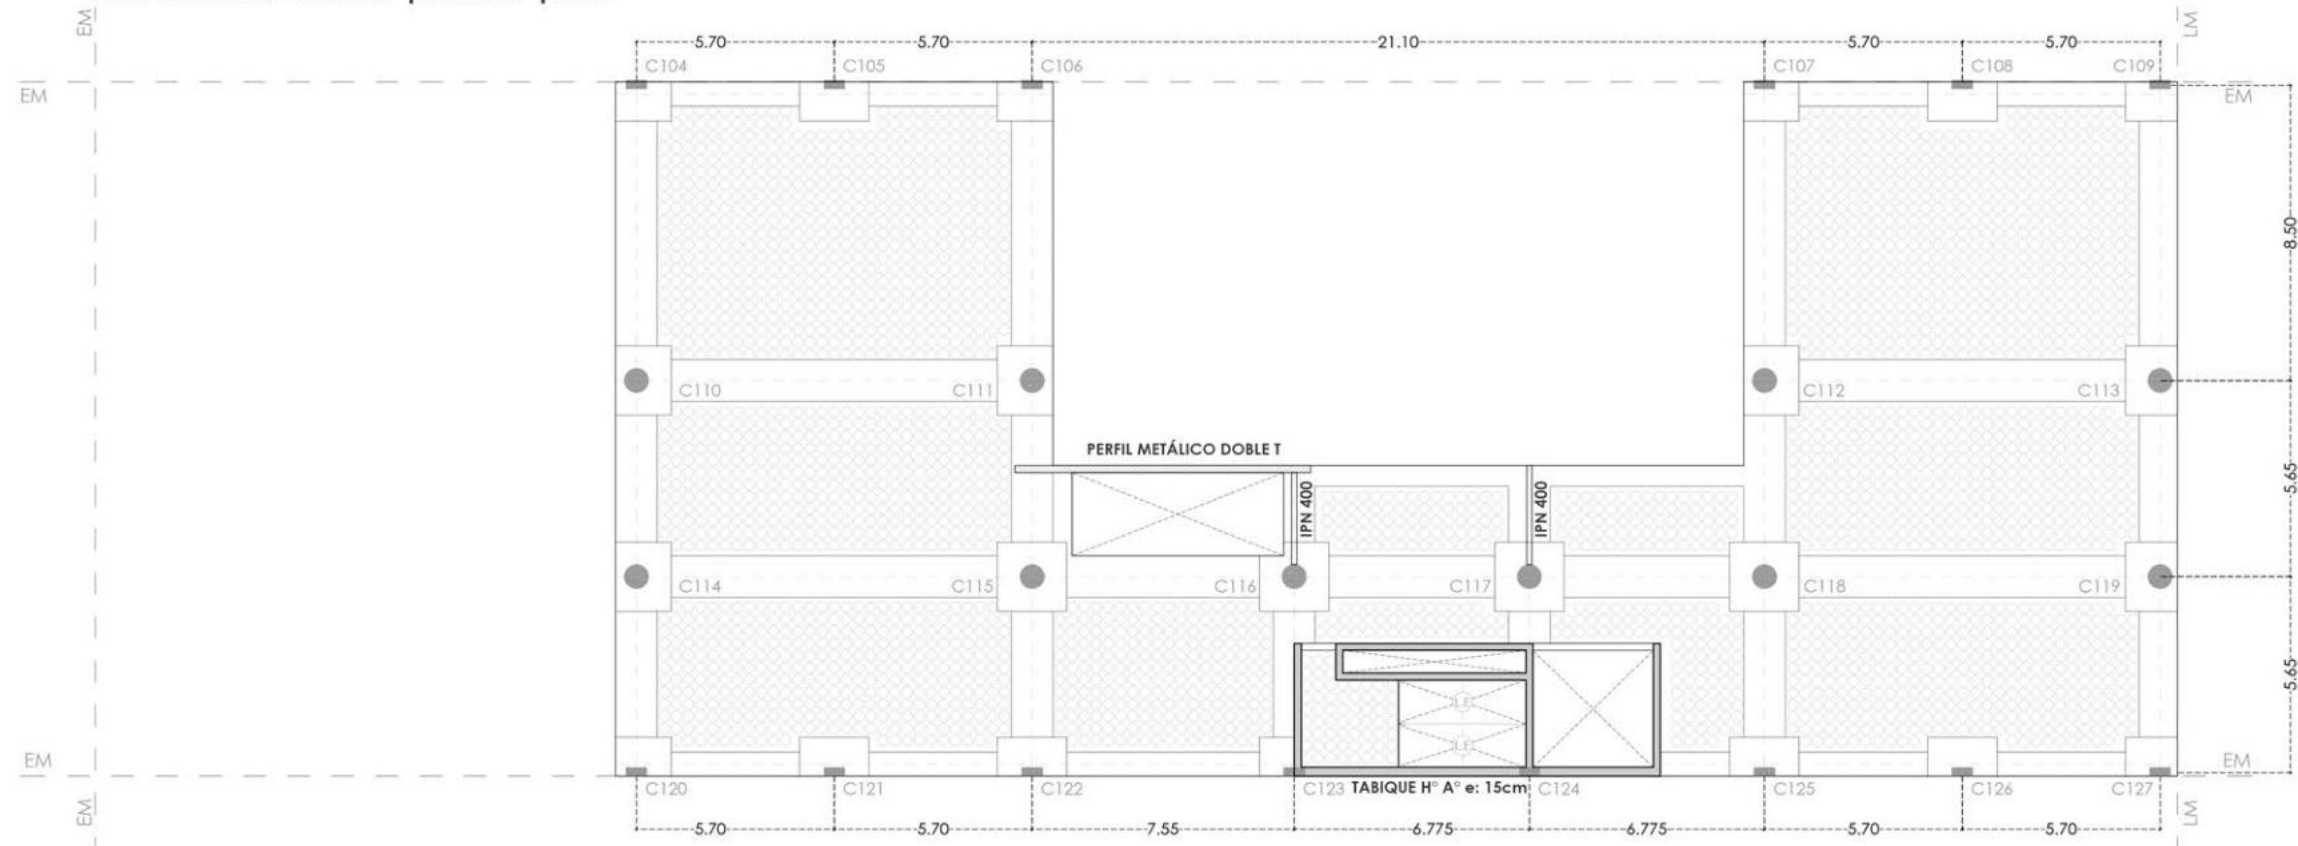 EM LM
5.70 5.70 21.10 5.70 5.70
C104 C105 C106 C107 C108 C109
EM EM
8.50
C110 C111 C112 C113
PERFIL METÁLICO DOBLE T
IPN 400 IPN 400
5.65
C114 C115 C116 C117 C118 C119
5.65
LF
LF
EM EM
C120 C121 C122 C123 TABIQUE H° A° e: 15cm C124 C125 C126 C127
EM LM
5.70 5.70 7.55 6.775 6.775 5.70 5.70